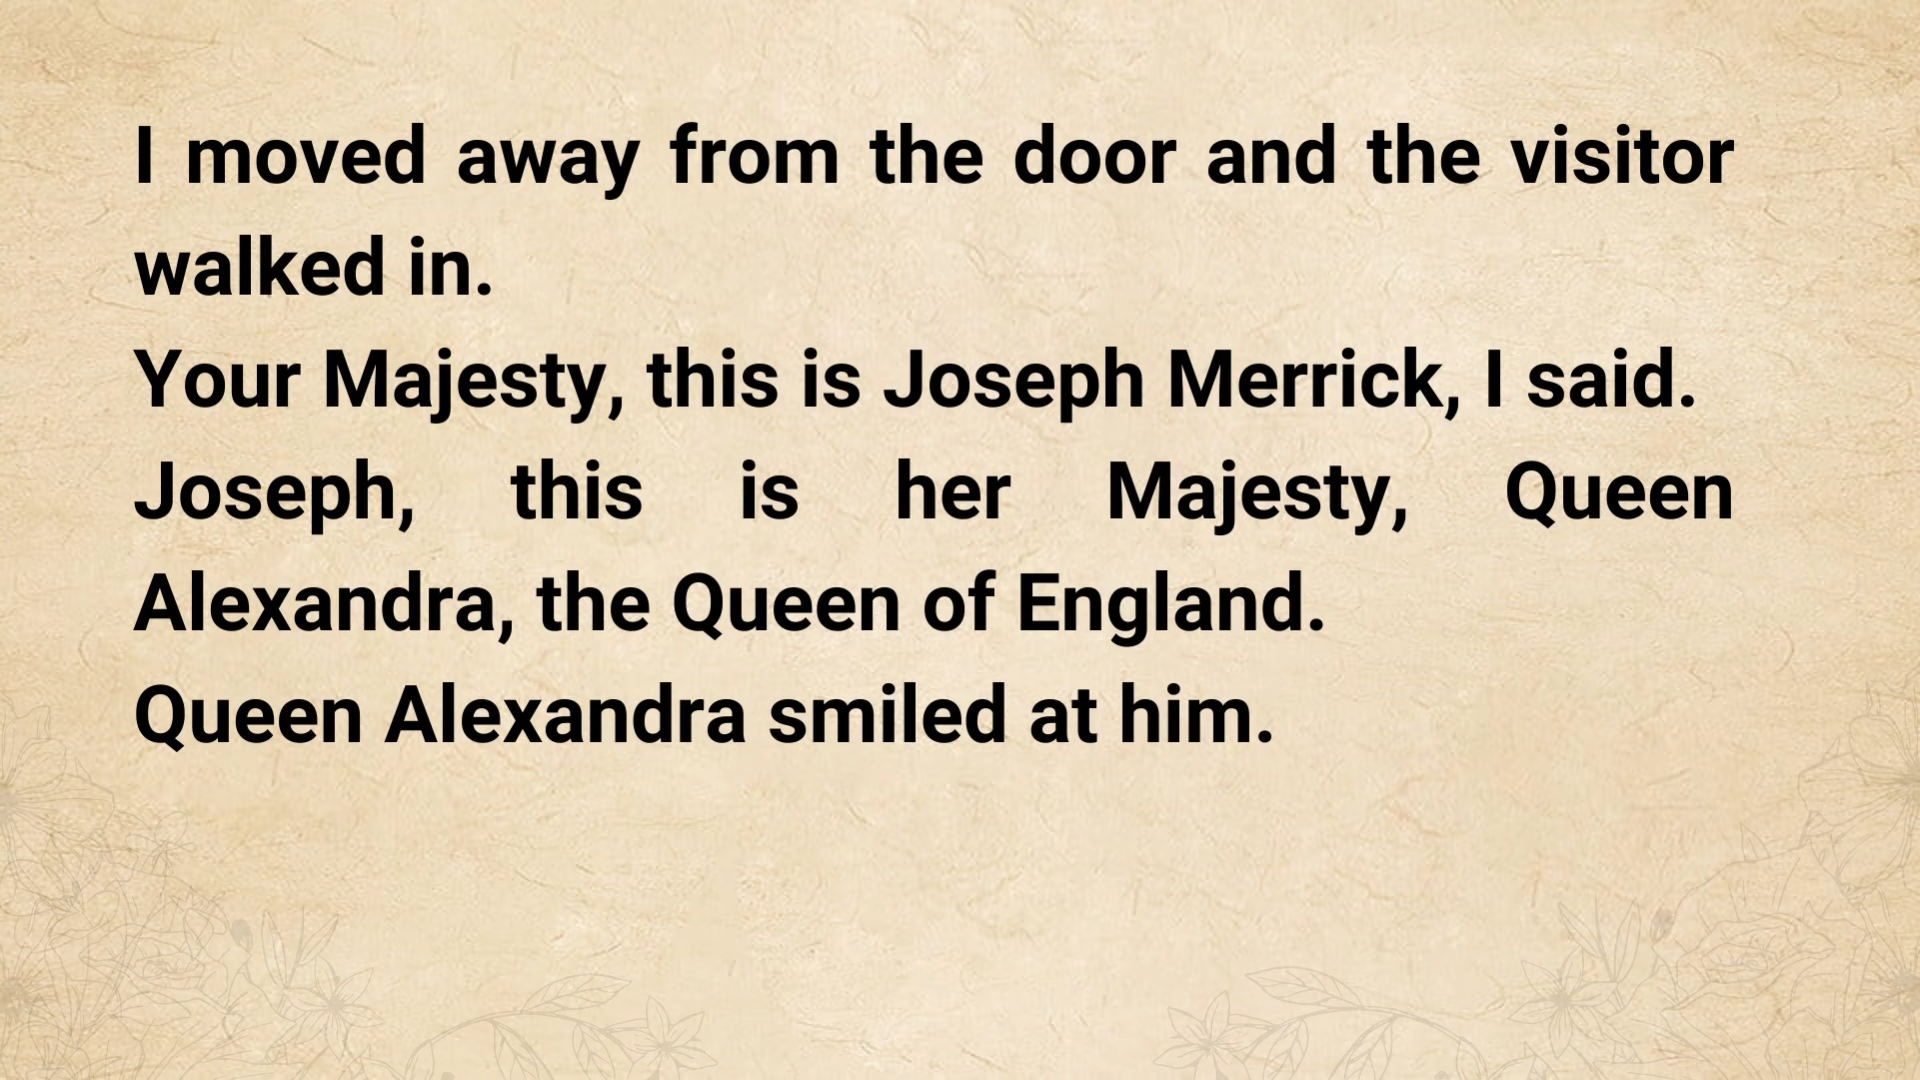 I moved away from the door and the visitor
walked in.
Your Majesty, this is Joseph Merrick, I said.
Joseph, this is her Majesty, Queen
Alexandra, the Queen of England.
Queen Alexandra smiled at him.